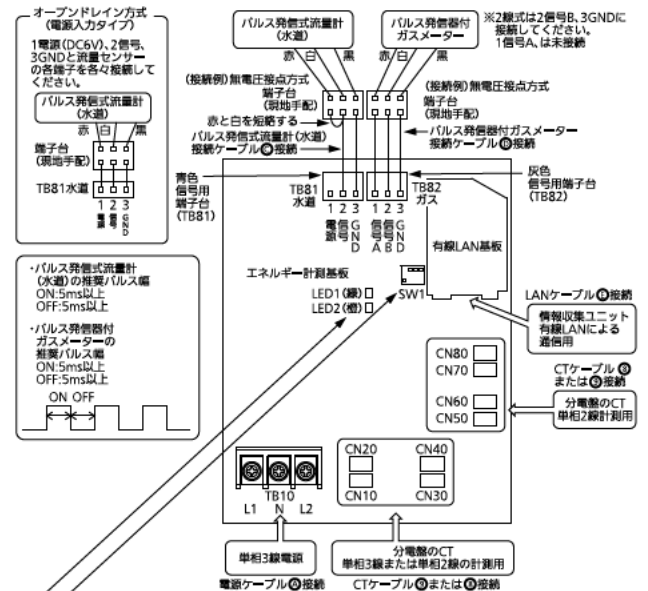 オープンドレイン方式
(電源入力タイプ)
1電源(DC6V)、2信号、
3GNDと流量センサー
の各端子を各々接続して
ください。
パルス発信式流量計
(水道)
赤 白 黒
端子台
(現地手配)
TB81水道
1 2 3
電源 信号 GND
パルス発信式流量計
(水道)
赤 白 黒
パルス発信器付
ガスメーター
赤 白 黒
※2線式は2信号B、3GNDに
接続してください。
1信号A、は未接続
(接続例)無電圧接点方式
端子台
(現地手配)
赤と白を短絡する
パルス発信式流量計(水道)
接続ケーブルⒸ接続
(接続例)無電圧接点方式
端子台
(現地手配)
パルス発信器付ガスメーター
接続ケーブル接続
青色
信号用
端子台
(TB81)
TB81
水道
1 2 3
電源 信号 GND
TB82
ガス
1 2 3
信号A 信号B GND
灰色
信号用端子台
(TB82)
有線LAN基板
・パルス発信式流量計
(水道)の推奨パルス幅
ON:5ms以上
OFF:5ms以上
・パルス発信器付
ガスメーターの
推奨パルス幅
ON:5ms以上
OFF:5ms以上
ON OFF
エネルギー計測基板
LED1(緑)
LED2(橙)
SW1
LANケーブル接続
情報収集ユニット
有線LANによる
通信用
CN80
CN70
CN60
CN50
CTケーブル
または接続
分電盤のCT
単相2線計測用
CN20 CN40
CN10 CN30
TB10
L1 N L2
単相3線電源
電源ケーブルⒶ接続
分電盤のCT
単相3線または単相2線の計測用
CTケーブルまたは接続